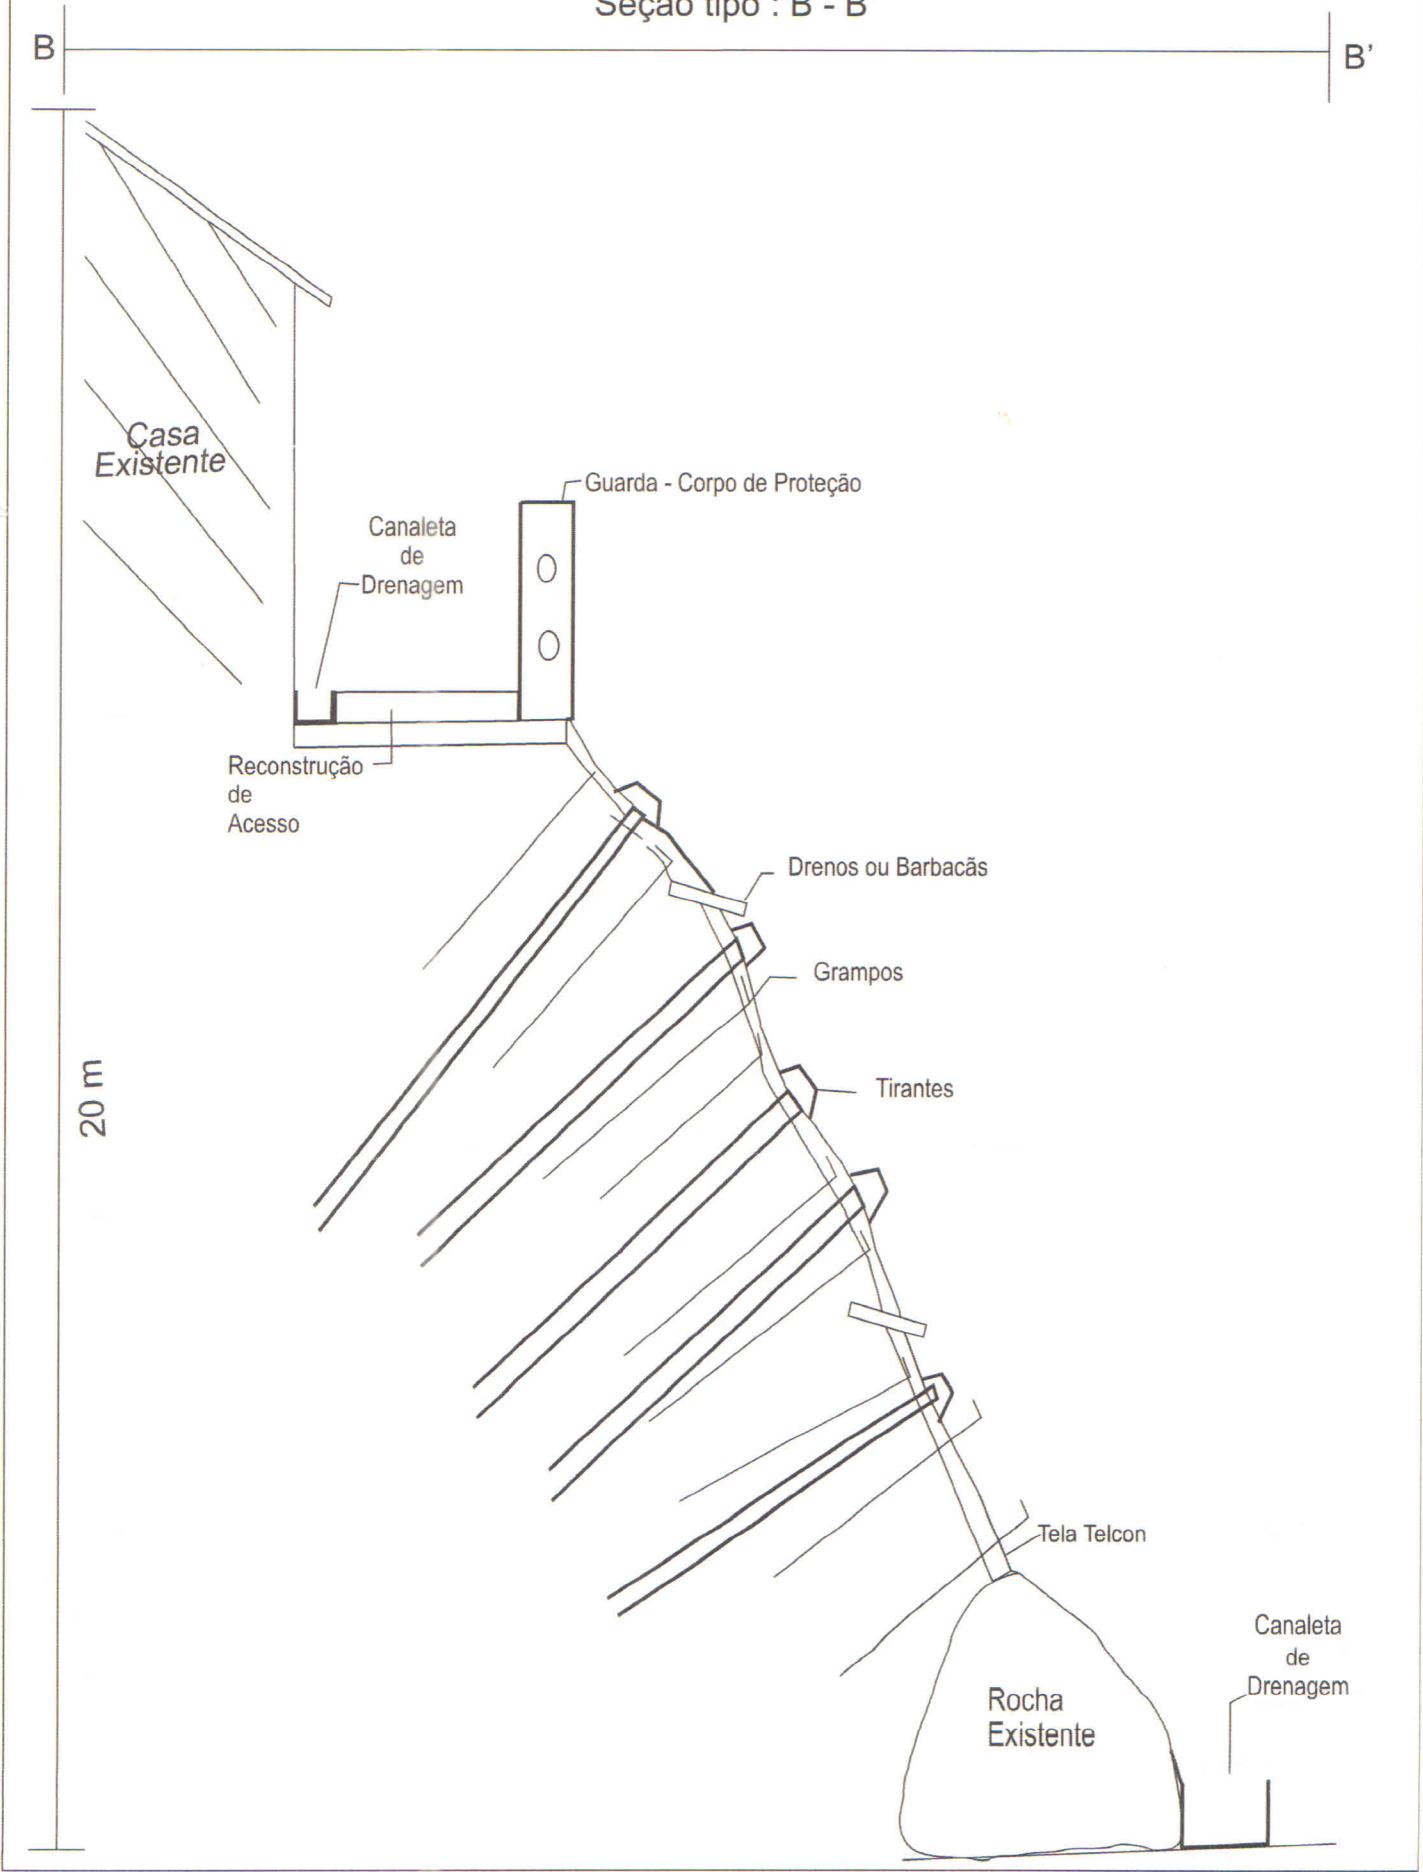 Seção tipo : B - B'
B
B'
Casa
Existente
Guarda - Corpo de Proteção
Canaleta
de
Drenagem
Reconstrução
de
Acesso
Drenos ou Barbacãs
Grampos
Tirantes
20 m
Tela Telcon
Canaleta
de
Drenagem
Rocha
Existente